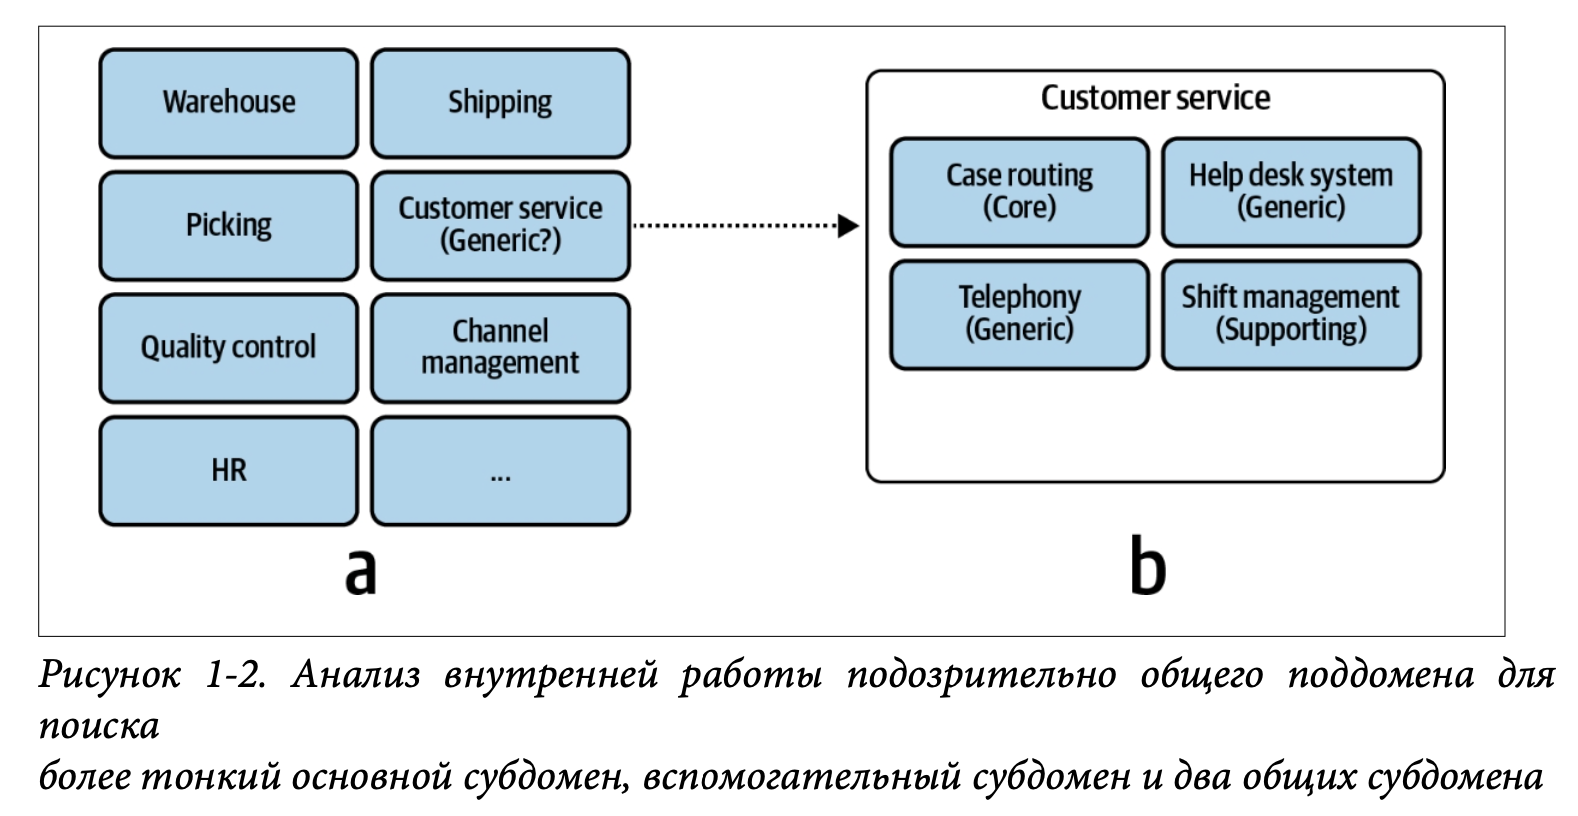 Warehouse
Shipping
Picking
Customer service
(Generic?)
Quality control
Channel
management
HR
...
a
Customer service
Case routing
(Core)
Help desk system
(Generic)
Telephony
(Generic)
Shift management
(Supporting)
b
Рисунок 1-2. Анализ внутренней работы подозрительно общего поддомена для
поиска
более тонкий основной субдомен, вспомогательный субдомен и два общих субдомена